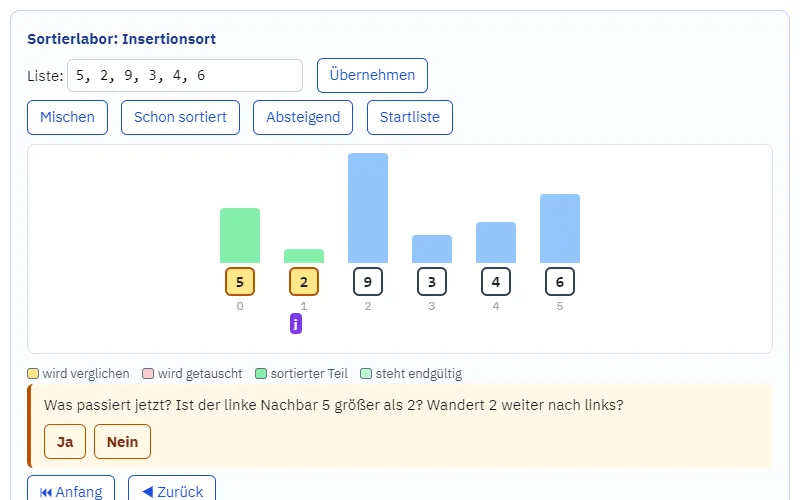 Sortierlabor: Insertionsort
Liste: 5, 2, 9, 3, 4, 6 Übernehmen
Mischen Schon sortiert Absteigend Startliste
5 2 9 3 4 6
0 1 2 3 4 5
j
wird verglichen wird getauscht sortierter Teil steht endgültig
Was passiert jetzt? Ist der linke Nachbar 5 größer als 2? Wandert 2 weiter nach links?
Ja Nein
⏮ Anfang ◀ Zurück